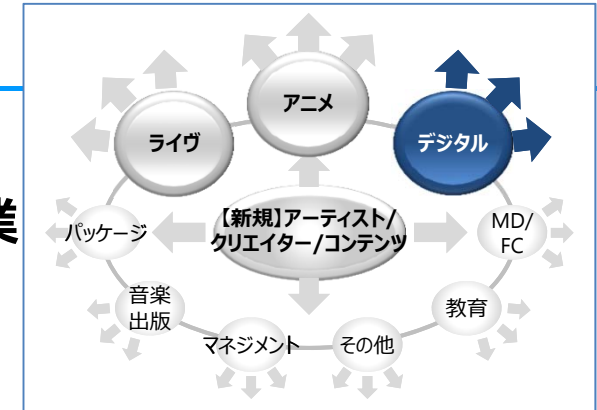 アニメ
ライヴ
デジタル
業
【新規】アーティスト/
クリエイター/コンテンツ
パッケージ
MD/
FC
音楽
出版
教育
マネジメント
その他